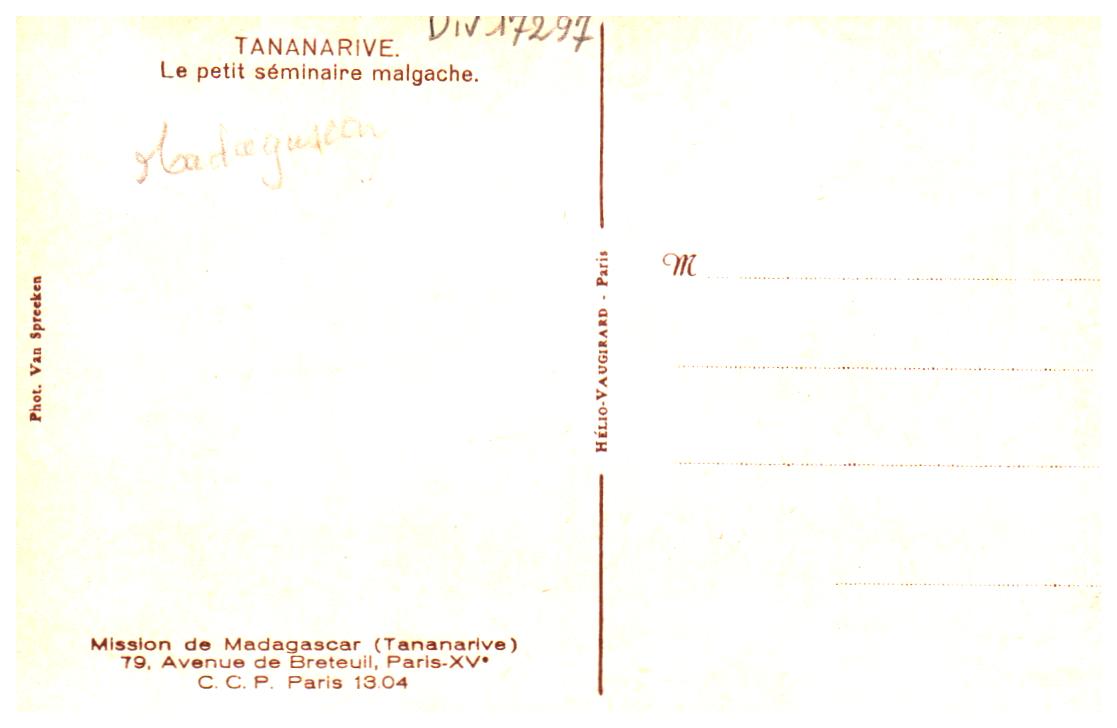 Div 17297
TANANARIVE.
Le petit séminaire malgache.
Phot. Van Spreeken
HÉLIO-VAUGIRARD - Paris
M
Mission de Madagascar (Tananarive)
79, Avenue de Breteuil, Paris-XVe
C. C. P. Paris 13.04